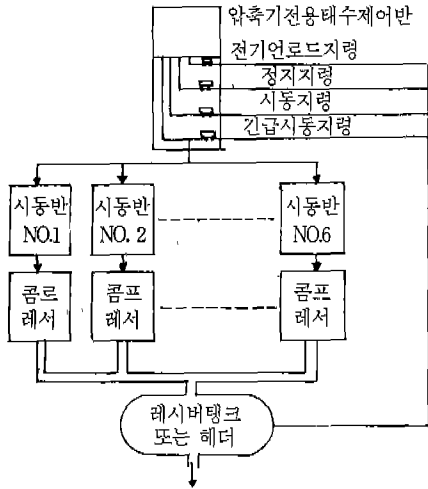 압축기전용태수제어반
전기언로드지령
정지지령
시동지령
긴급시동지령
시동반
NO.1
시동반
NO. 2
시동반
NO.6
콤르
레서
콤프
레서
콤프
레서
레시버탱크
또는 헤더